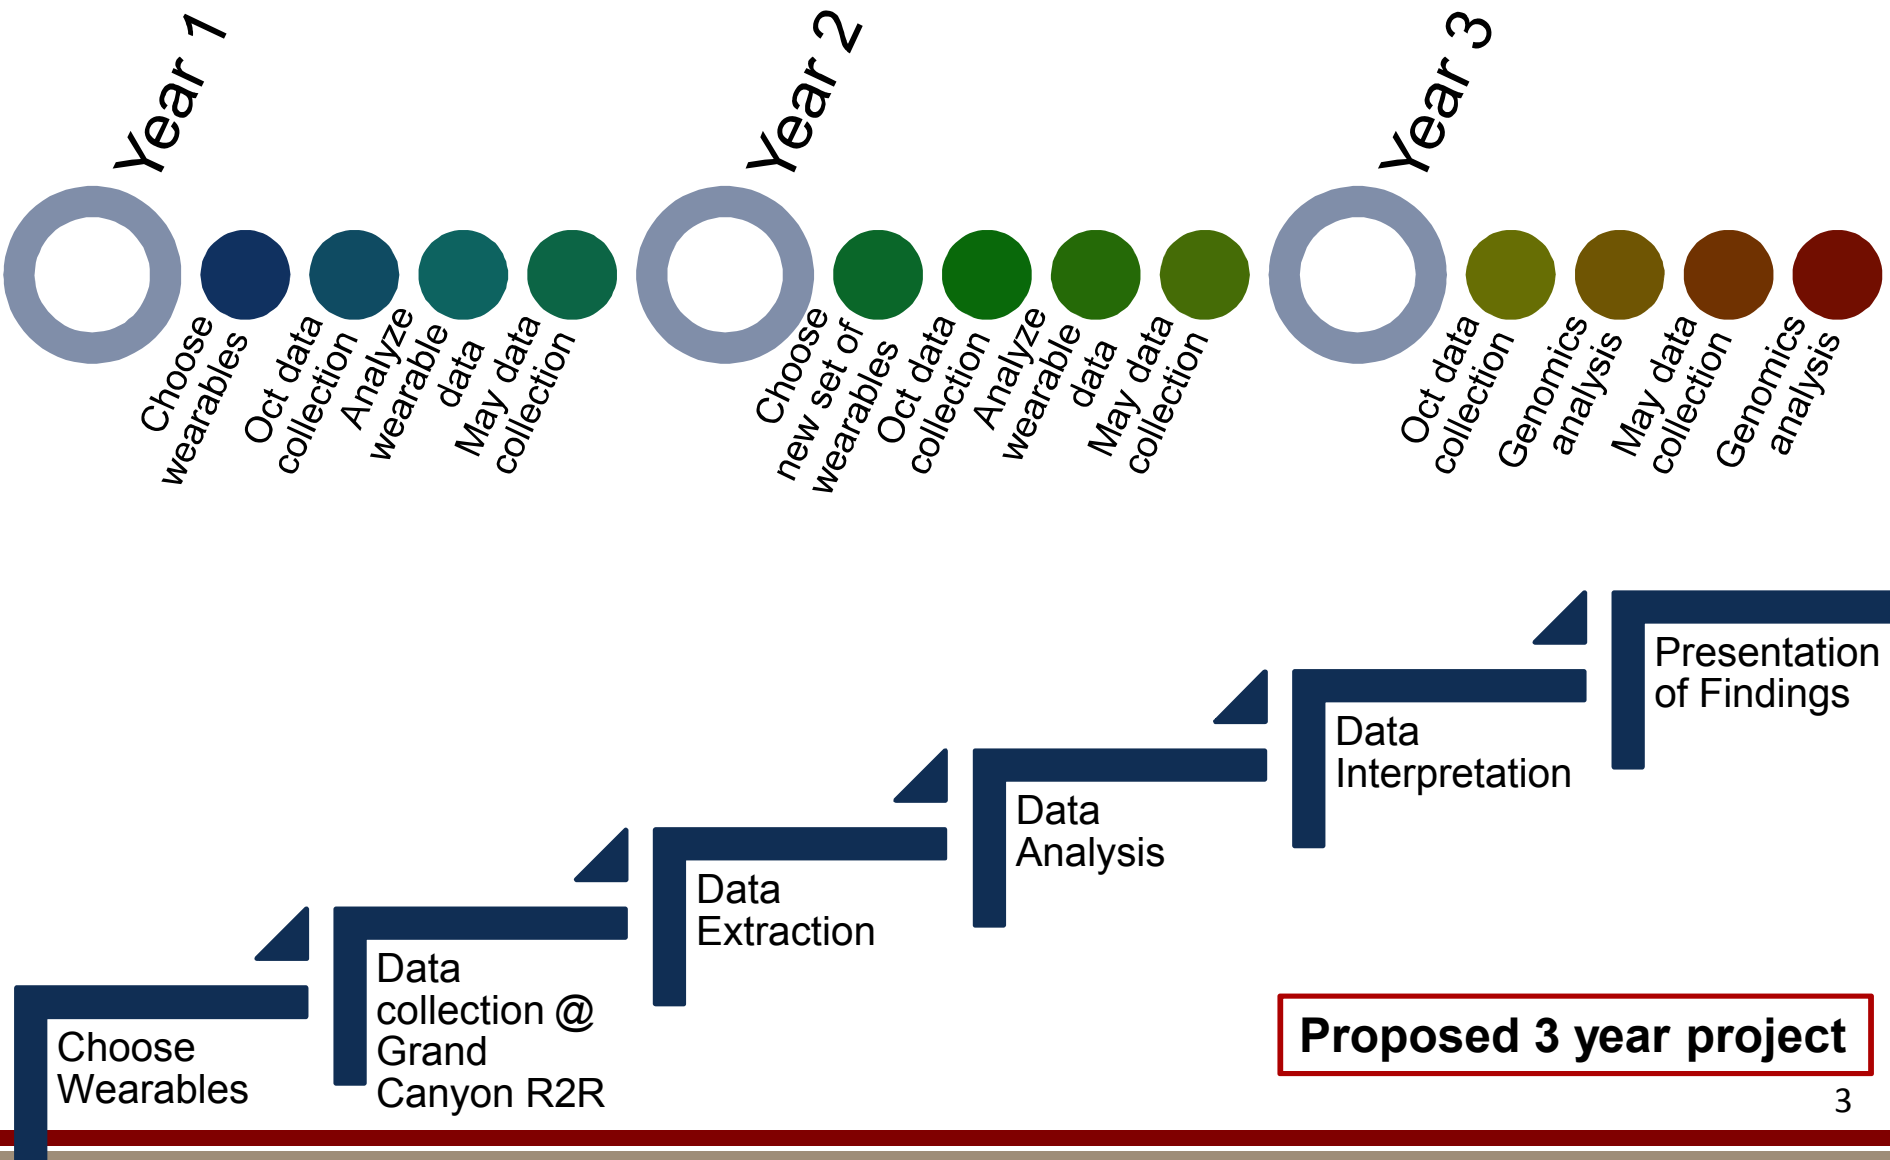 Year 1
Choose
wearables
Oct data
collection
Analyze
wearable
data
May data
collection
Year 2
Choose
new set of
wearables
Oct data
collection
Analyze
wearable
data
May data
collection
Year 3
Oct data
collection
Genomics
analysis
May data
collection
Genomics
analysis
Choose
Wearables
Data
collection @
Grand
Canyon R2R
Data
Extraction
Data
Analysis
Data
Interpretation
Presentation
of Findings
Proposed 3 year project
3